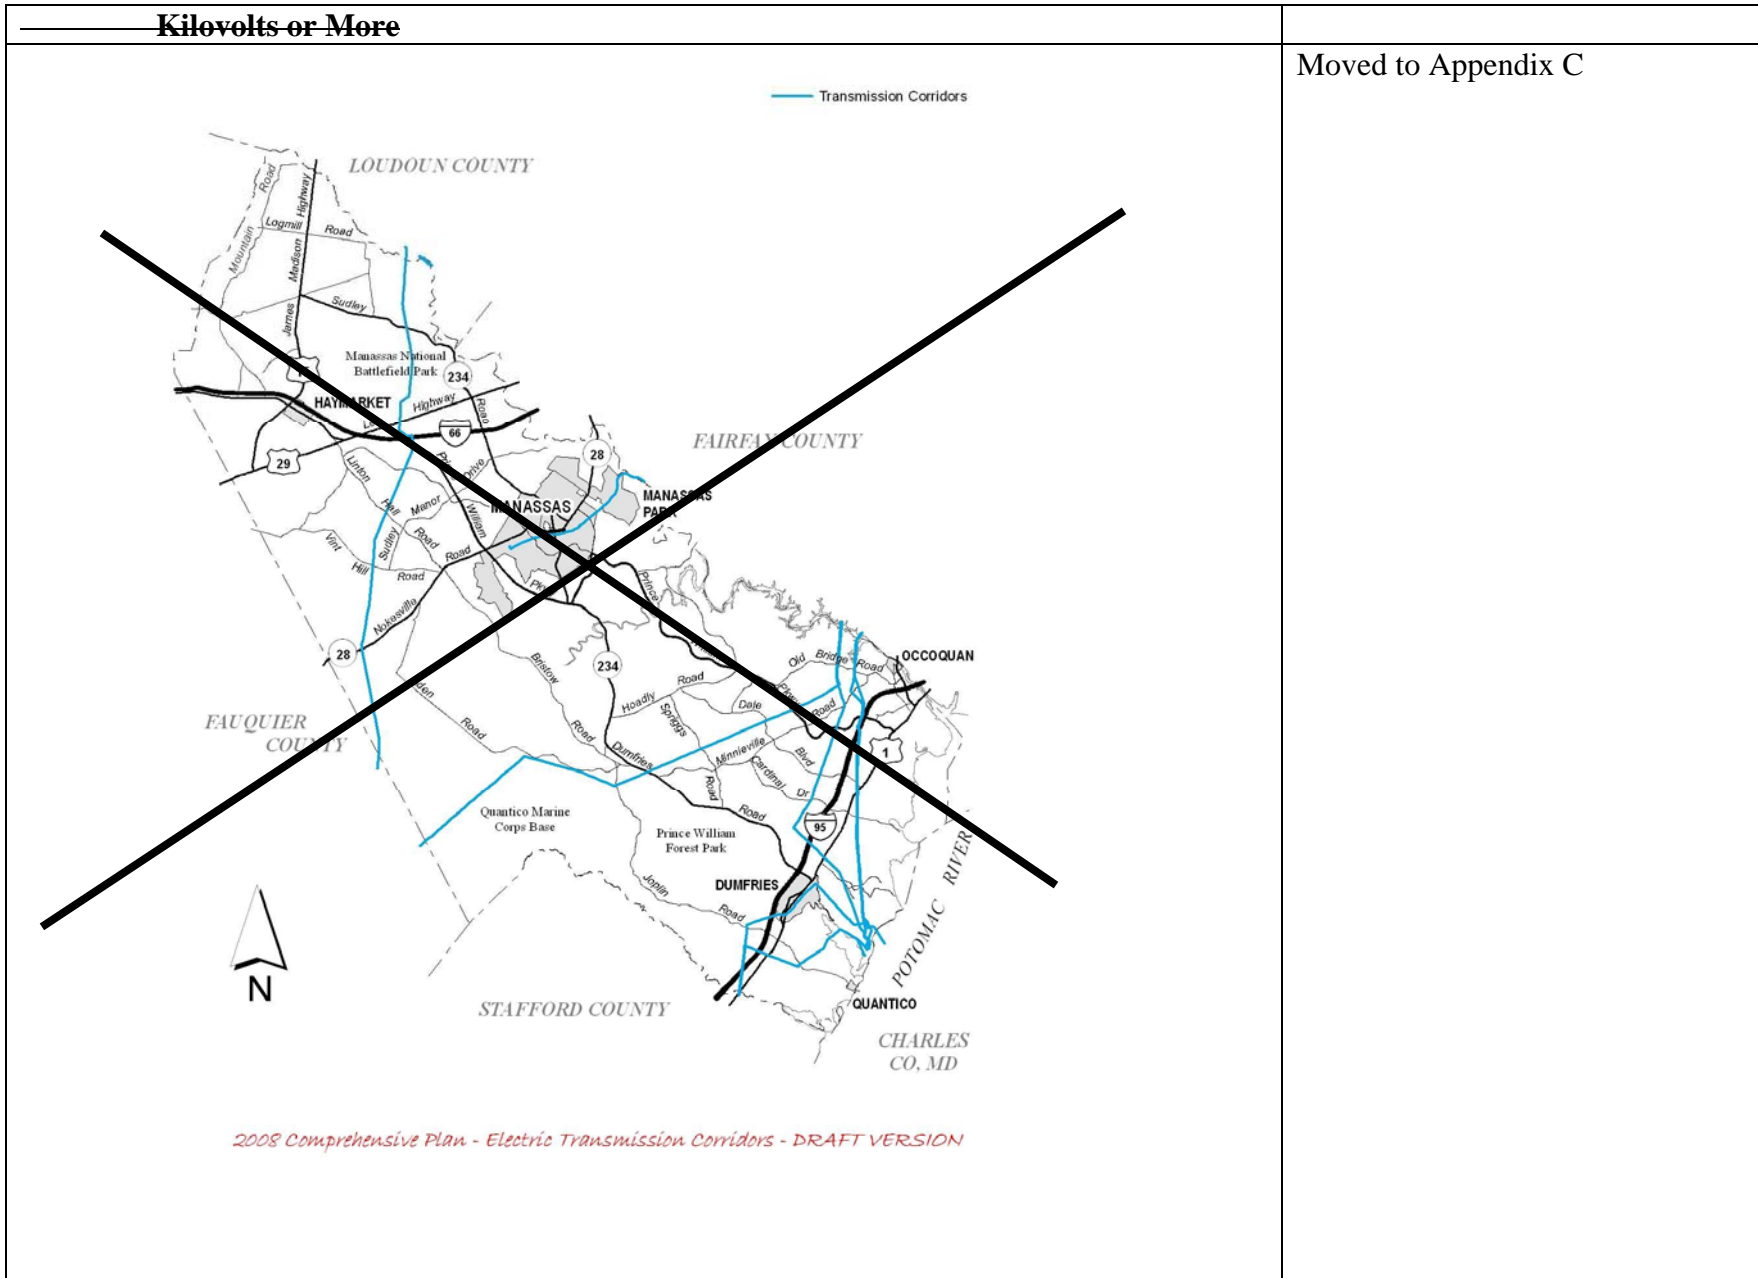 Kilovolts or More
Moved to Appendix C
Transmission Corridors
LOUDOUN COUNTY
Road
Mountain
Logmill Road
James Madison Highway
Sudley
Manassas National
Battlefield Park
234
HAYMARKET
Highway
Road
66
29
28
FAIRFAX COUNTY
Linton
Hall
Road
Manor
Drive
Sudley
William
MANASSAS
MANASSAS
PARK
Vint
Hill
Road
Road
Nokesville
28
Prince
Bristow
Road
234
Old Bridge Road
OCCOQUAN
Hoadly
Road
Spriggs
Road
Dale
Blvd
Pkwy
Road
Minnieville
Cardinal
Dr
1
FAUQUIER
COUNTY
Road
Dumfries
Road
Quantico Marine
Corps Base
Prince William
Forest Park
95
DUMFRIES
Joplin
Road
POTOMAC RIVER
N
QUANTICO
STAFFORD COUNTY
CHARLES
CO, MD
2008 Comprehensive Plan - Electric Transmission Corridors - DRAFT VERSION